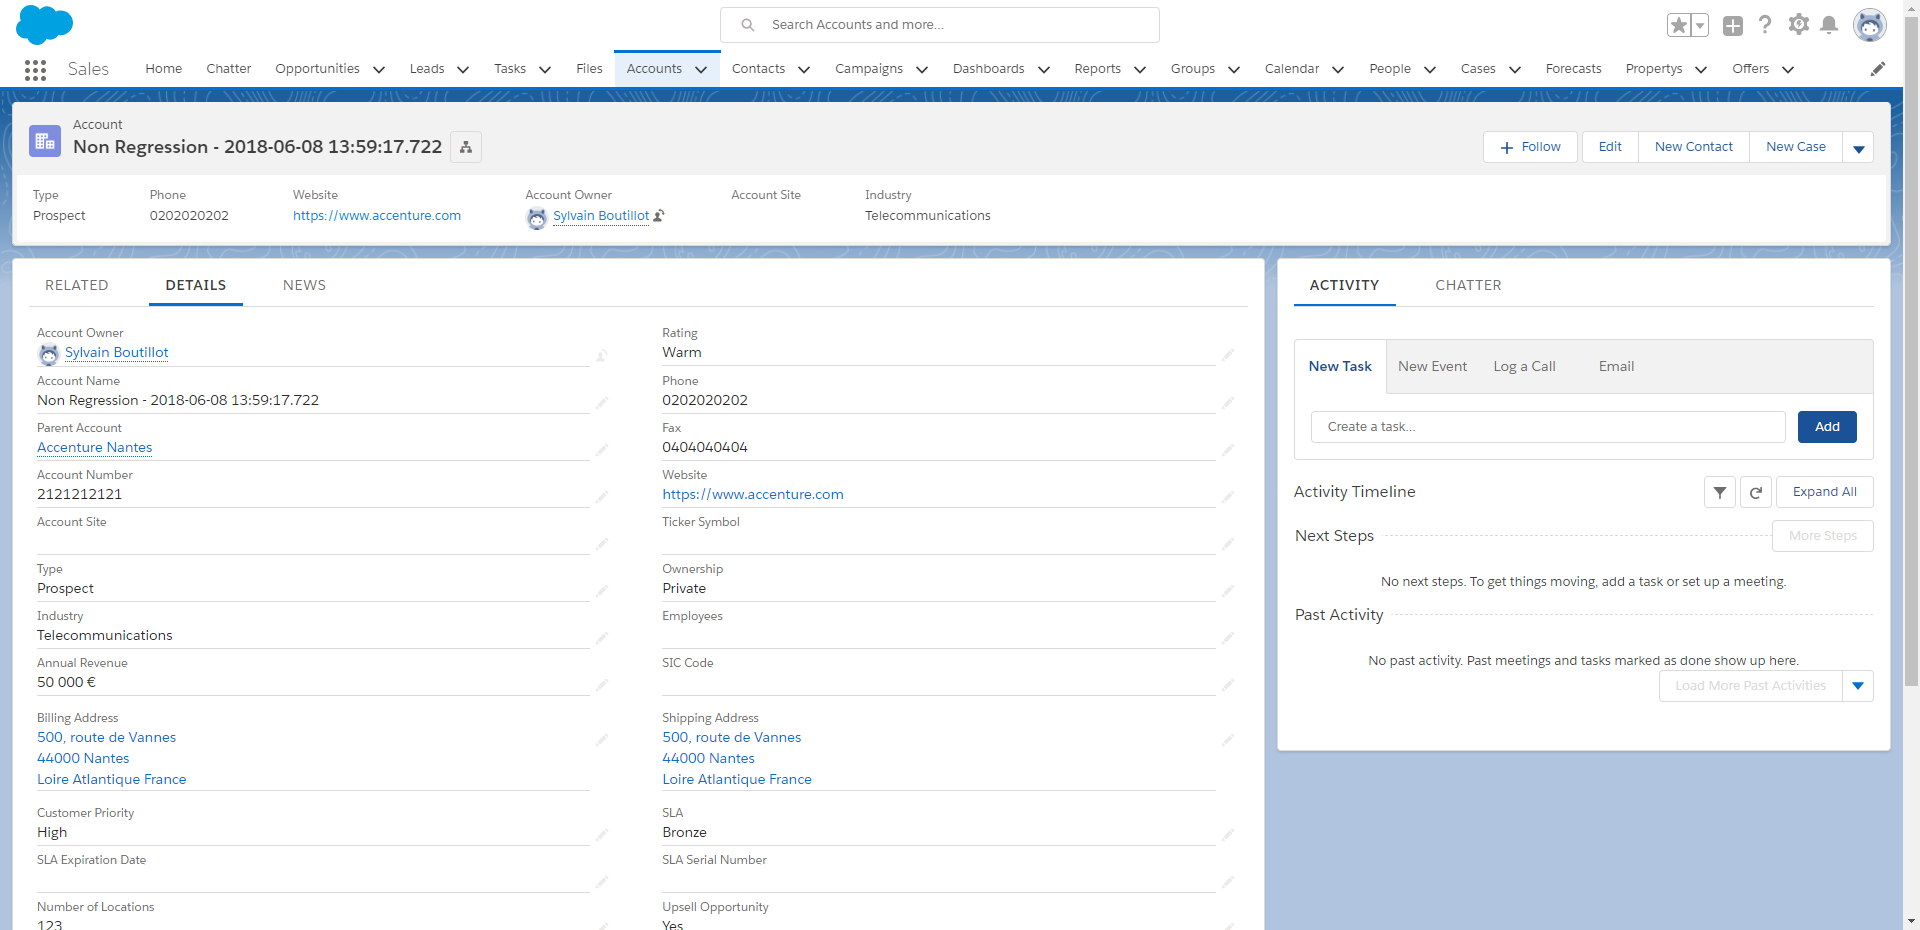 Search Accounts and more...
Sales
Home Chatter Opportunities Leads Tasks Files Accounts Contacts Campaigns Dashboards Reports Groups Calendar People Cases Forecasts Propertys Offers
Account
Non Regression - 2018-06-08 13:59:17.722
Follow Edit New Contact New Case
Type Phone Website Account Owner Account Site Industry
Prospect 0202020202 https://www.accenture.com Sylvain Boutillot Telecommunications
RELATED DETAILS NEWS
Account Owner
Sylvain Boutillot
Account Name
Non Regression - 2018-06-08 13:59:17.722
Parent Account
Accenture Nantes
Account Number
2121212121
Account Site
Type
Prospect
Industry
Telecommunications
Annual Revenue
50 000 €
Billing Address
500, route de Vannes
44000 Nantes
Loire Atlantique France
Customer Priority
High
SLA Expiration Date
Number of Locations
123
Rating
Warm
Phone
0202020202
Fax
0404040404
Website
https://www.accenture.com
Ticker Symbol
Ownership
Private
Employees
SIC Code
Shipping Address
500, route de Vannes
44000 Nantes
Loire Atlantique France
SLA
Bronze
SLA Serial Number
Upsell Opportunity
Yes
ACTIVITY CHATTER
New Task New Event Log a Call Email
Create a task... Add
Activity Timeline Expand All
Next Steps More Steps
No next steps. To get things moving, add a task or set up a meeting.
Past Activity
No past activity. Past meetings and tasks marked as done show up here.
Load More Past Activities